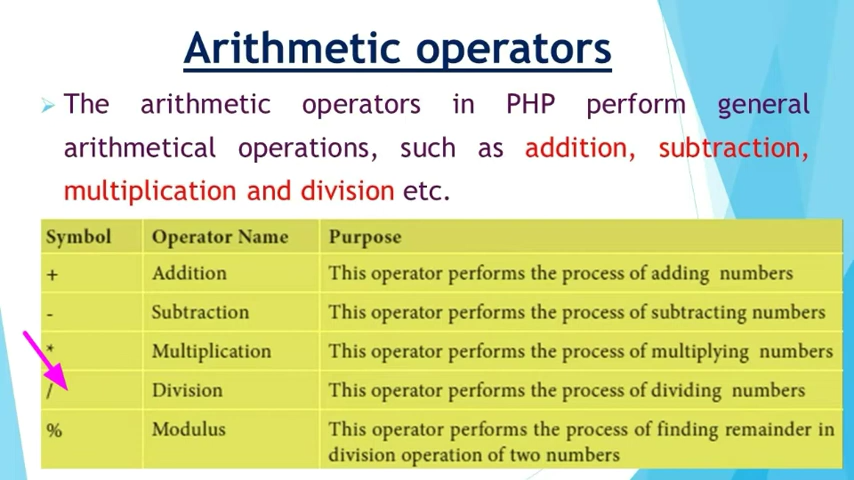 Arithmetic operators
The arithmetic operators in PHP perform general
arithmetical operations, such as addition, subtraction,
multiplication and division etc.
Symbol Operator Name Purpose
+ Addition This operator performs the process of adding numbers
- Subtraction This operator performs the process of subtracting numbers
* Multiplication This operator performs the process of multiplying numbers
/ Division This operator performs the process of dividing numbers
% Modulus This operator performs the process of finding remainder in
division operation of two numbers